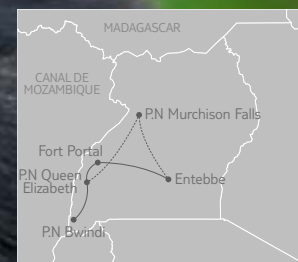 MADAGASCAR
CANAL DE
MOZAMBIQUE
P.N Murchison Falls
Fort Portal
P.N Queen
Elizabeth
Entebbe
P.N Bwindi